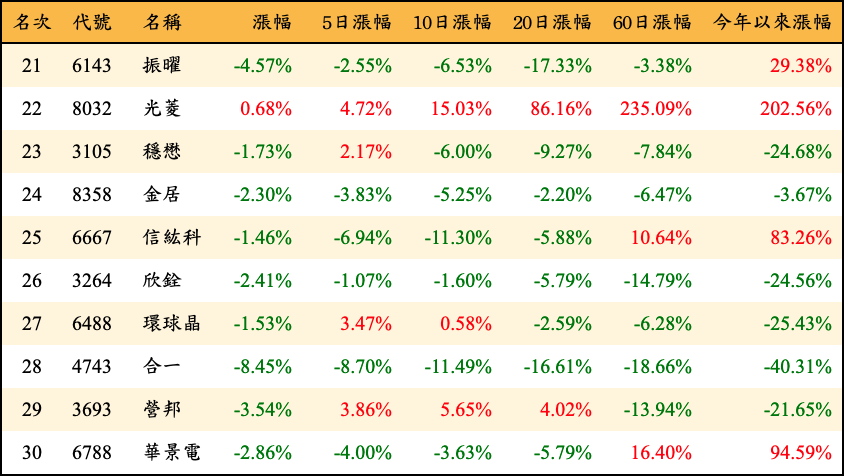 名次 代號 名稱 漲幅 5日漲幅 10日漲幅 20日漲幅 60日漲幅 今年以來漲幅
21 6143 振曜 -4.57% -2.55% -6.53% -17.33% -3.38% 29.38%
22 8032 光菱 0.68% 4.72% 15.03% 86.16% 235.09% 202.56%
23 3105 穩懋 -1.73% 2.17% -6.00% -9.27% -7.84% -24.68%
24 8358 金居 -2.30% -3.83% -5.25% -2.20% -6.47% -3.67%
25 6667 信紘科 -1.46% -6.94% -11.30% -5.88% 10.64% 83.26%
26 3264 欣銓 -2.41% -1.07% -1.60% -5.79% -14.79% -24.56%
27 6488 環球晶 -1.53% 3.47% 0.58% -2.59% -6.28% -25.43%
28 4743 合一 -8.45% -8.70% -11.49% -16.61% -18.66% -40.31%
29 3693 營邦 -3.54% 3.86% 5.65% 4.02% -13.94% -21.65%
30 6788 華景電 -2.86% -4.00% -3.63% -5.79% 16.40% 94.59%